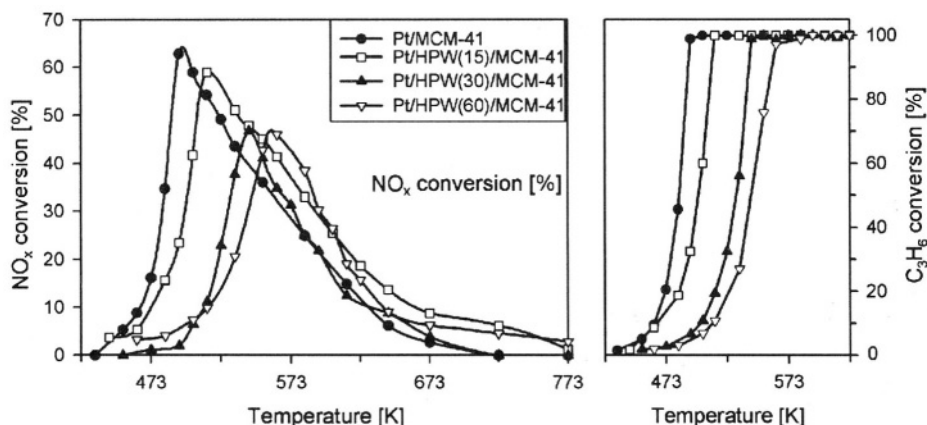 70
60
50
40
30
20
10
0
NOx conversion [%]
Pt/MCM-41
Pt/HPW(15)/MCM-41
Pt/HPW(30)/MCM-41
Pt/HPW(60)/MCM-41
NOx conversion [%]
473 573 673 773
Temperature [K]
100
80
60
40
20
0
C3H6 conversion [%]
473 573
Temperature [K]